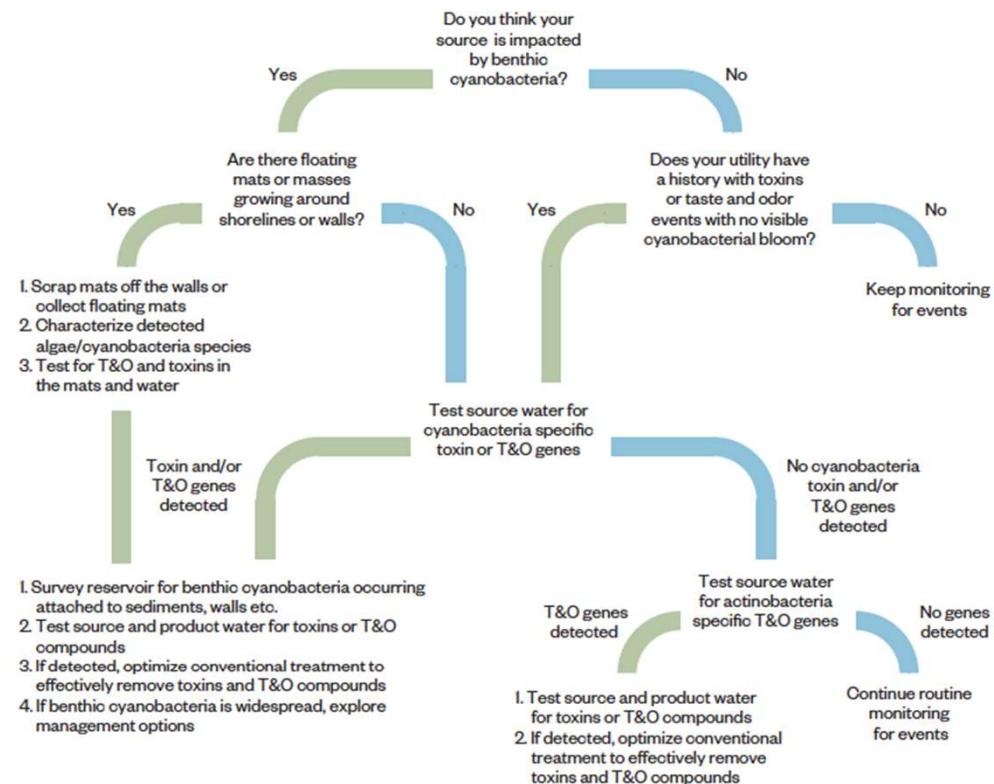 Do you think your
source is impacted
by benthic
cyanobacteria?
Yes
No
Are there floating
mats or masses
growing around
shorelines or walls?
Does your utility have
a history with toxins
or taste and odor
events with no visible
cyanobacterial bloom?
Yes
No
Yes
No
1. Scrap mats off the walls or
collect floating mats
2. Characterize detected
algae/cyanobacteria species
3. Test for T&O and toxins in
the mats and water
Keep monitoring
for events
Test source water for
cyanobacteria specific
toxin or T&O genes
Toxin and/or
T&O genes
detected
No cyanobacteria
toxin and/or
T&O genes
detected
1. Survey reservoir for benthic cyanobacteria occurring
attached to sediments, walls etc.
2. Test source and product water for toxins or T&O
compounds
3. If detected, optimize conventional treatment to
effectively remove toxins and T&O compounds
4. If benthic cyanobacteria is widespread, explore
management options
Test source water
for actinobacteria
specific T&O genes
T&O genes
detected
No genes
detected
1. Test source and product water
for toxins or T&O compounds
2. If detected, optimize conventional
treatment to effectively remove
toxins and T&O compounds
Continue routine
monitoring
for events